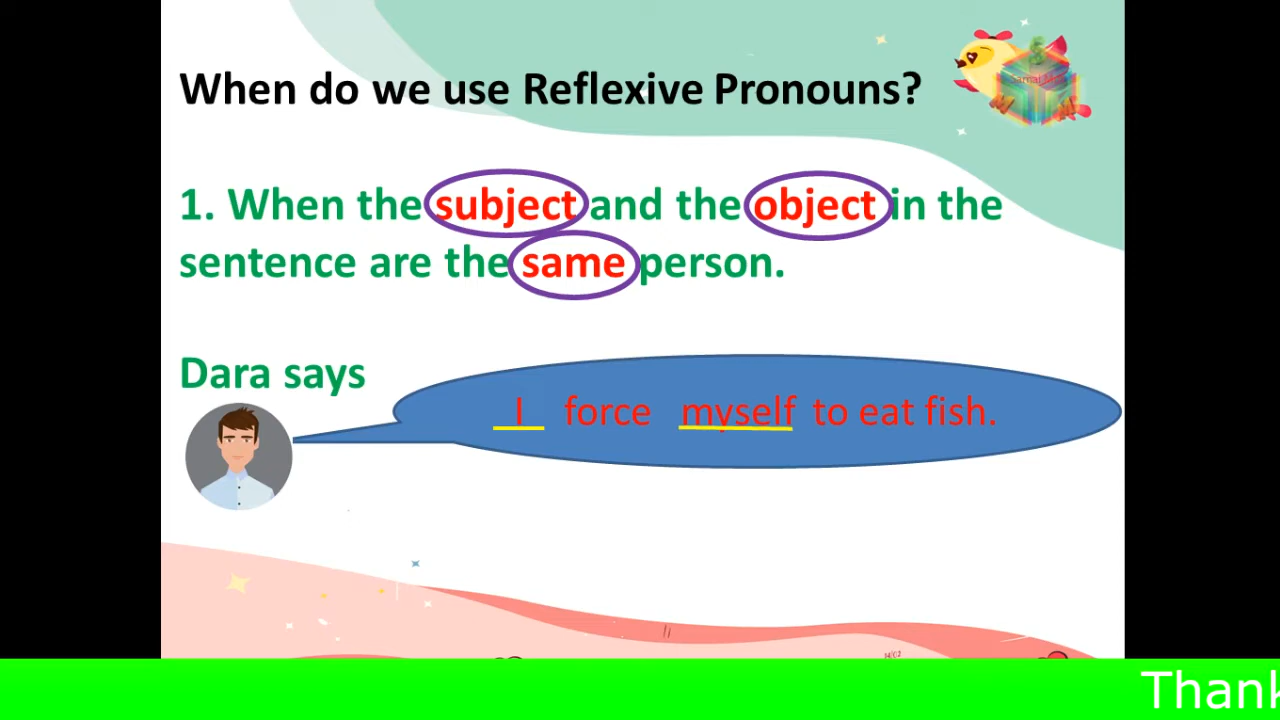 When do we use Reflexive Pronouns?
1. When the subject and the object in the
sentence are the same person.
Dara says
I force myself to eat fish.
Thank